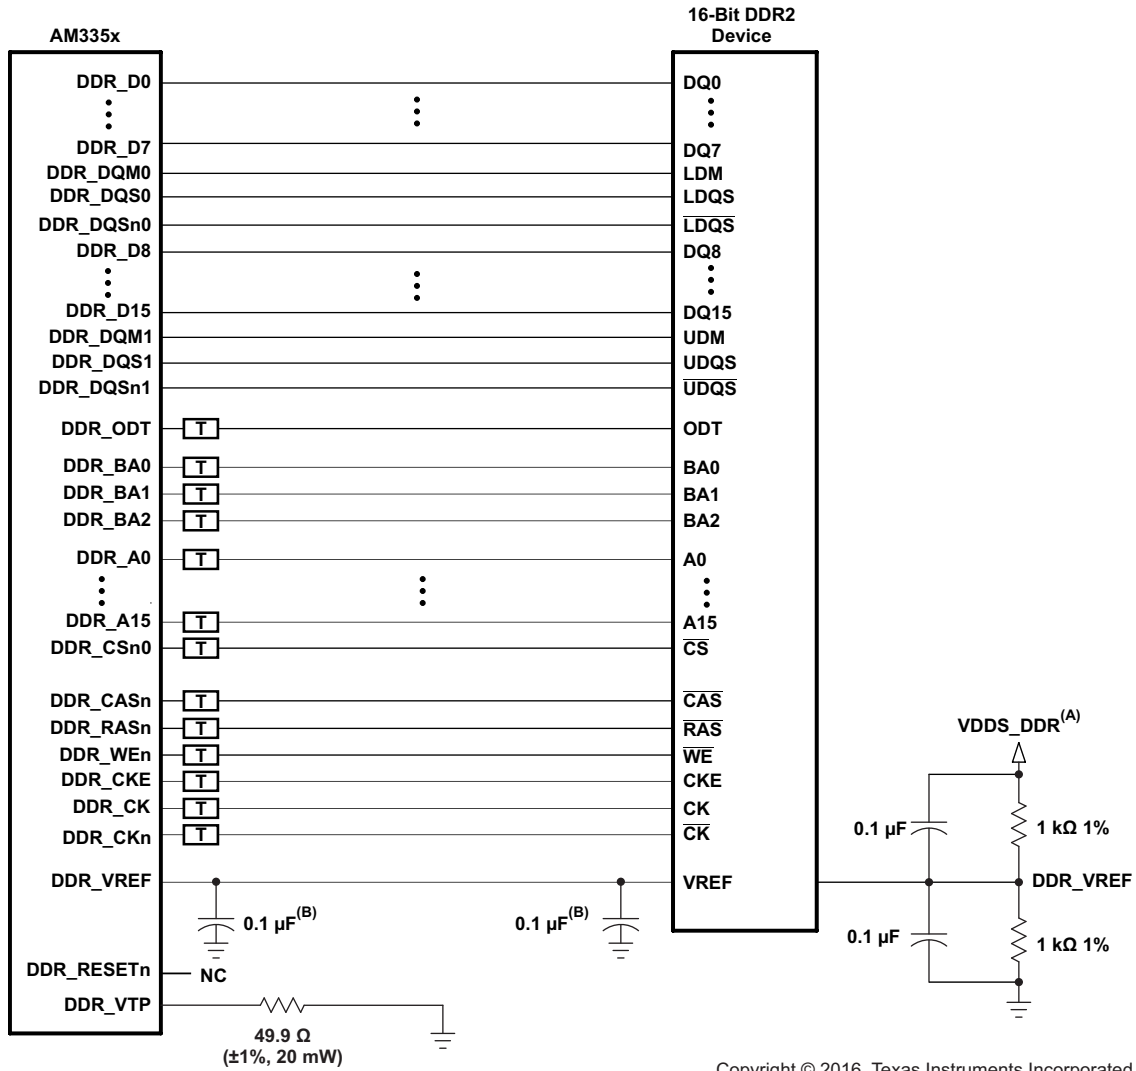 AM335x
16-Bit DDR2
Device
DDR_D0
DQ0
DDR_D7
DQ7
DDR_DQM0
LDM
DDR_DQS0
LDQS
DDR_DQSn0
LDQS
DDR_D8
DQ8
DDR_D15
DQ15
DDR_DQM1
UDM
DDR_DQS1
UDQS
DDR_DQSn1
UDQS
DDR_ODT T ODT
DDR_BA0 T BA0
DDR_BA1 T BA1
DDR_BA2 T BA2
DDR_A0 T A0
DDR_A15 T A15
DDR_CSn0 T CS
DDR_CASn T CAS
DDR_RASn T RAS
DDR_WEn T WE
DDR_CKE T CKE
DDR_CK T CK
DDR_CKn T CK
DDR_VREF
VREF
0.1 µF(B)
0.1 µF(B)
VDDS_DDR(A)
0.1 µF
1 kΩ 1%
DDR_VREF
0.1 µF
1 kΩ 1%
DDR_RESETn
NC
DDR_VTP
49.9 Ω
(±1%, 20 mW)
Copyright © 2016, Texas Instruments Incorporated